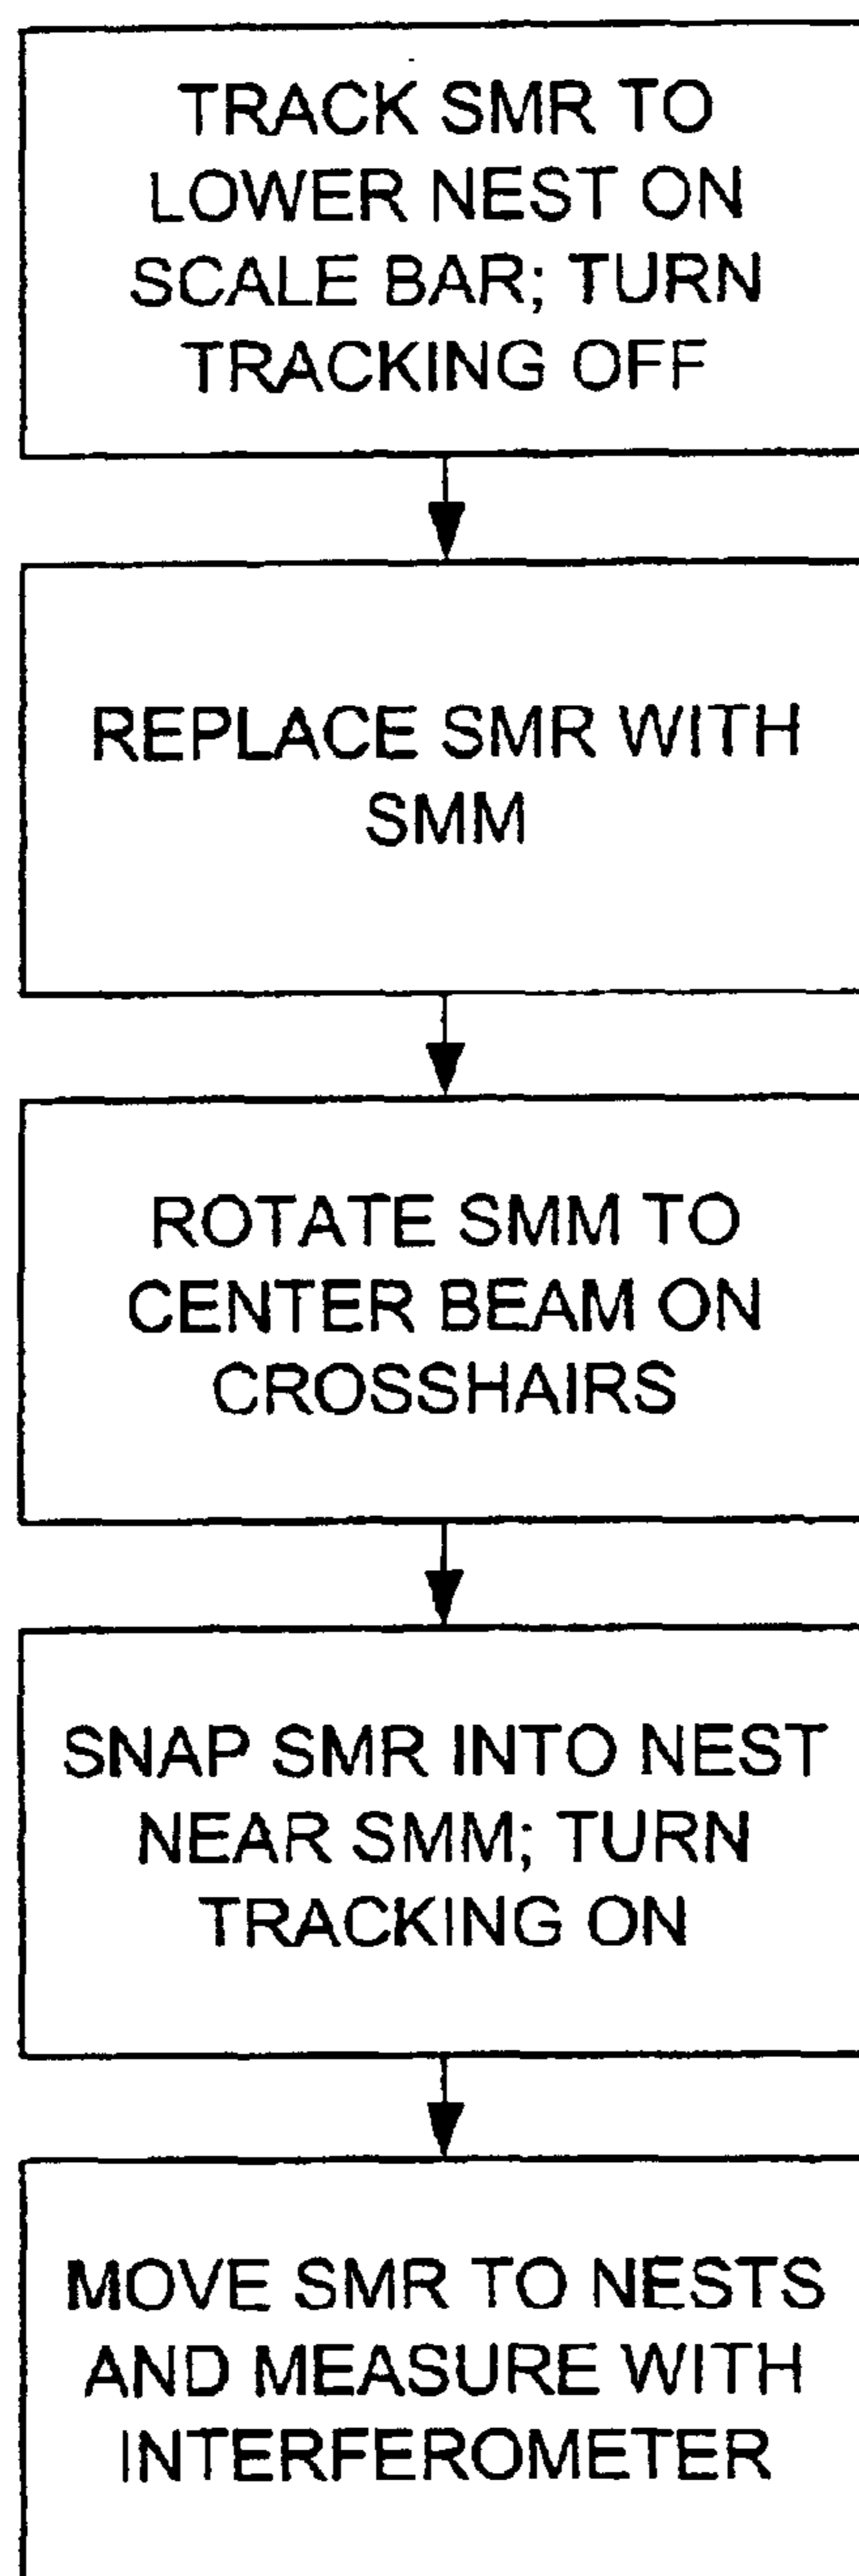 TRACK SMR TO
LOWER NEST ON
SCALE BAR; TURN
TRACKING OFF
REPLACE SMR WITH
SMM
ROTATE SMM TO
CENTER BEAM ON
CROSSHAIRS
SNAP SMR INTO NEST
NEAR SMM; TURN
TRACKING ON
MOVE SMR TO NESTS
AND MEASURE WITH
INTERFEROMETER